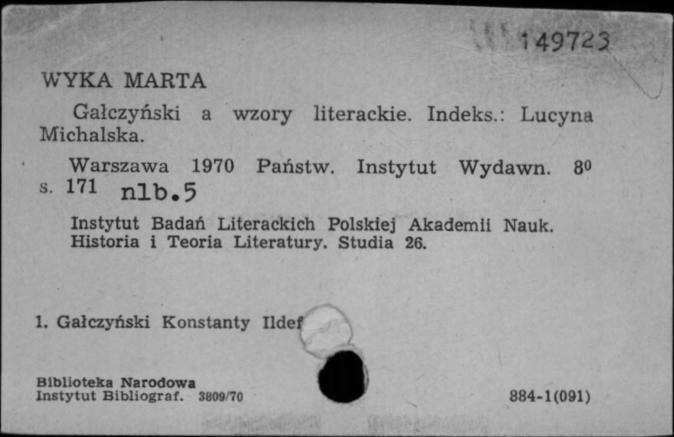 149723
WYKA MARTA
Gałczyński a wzory literackie. Indeks.: Lucyna
Michalska.
Warszawa 1970 Państw. Instytut Wydawn. 8⁰
s. 171 nlb.5
Instytut Badań Literackich Polskiej Akademii Nauk.
Historia i Teoria Literatury. Studia 26.
1. Gałczyński Konstanty Ildef
Biblioteka Narodowa
Instytut Bibliograf. 3809/70
884-1(091)